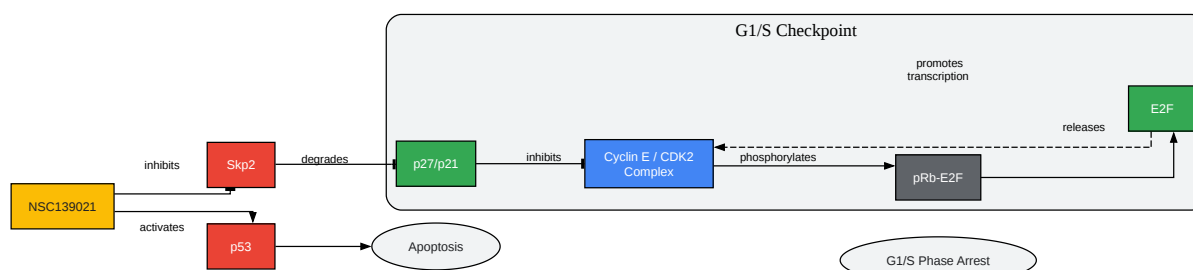 G1/S Checkpoint
promotes
transcription
E2F
releases
inhibits
Skp2
degrades
p27/p21
inhibits
Cyclin E / CDK2
Complex
phosphorylates
pRb-E2F
NSC139021
activates
p53
Apoptosis
G1/S Phase Arrest